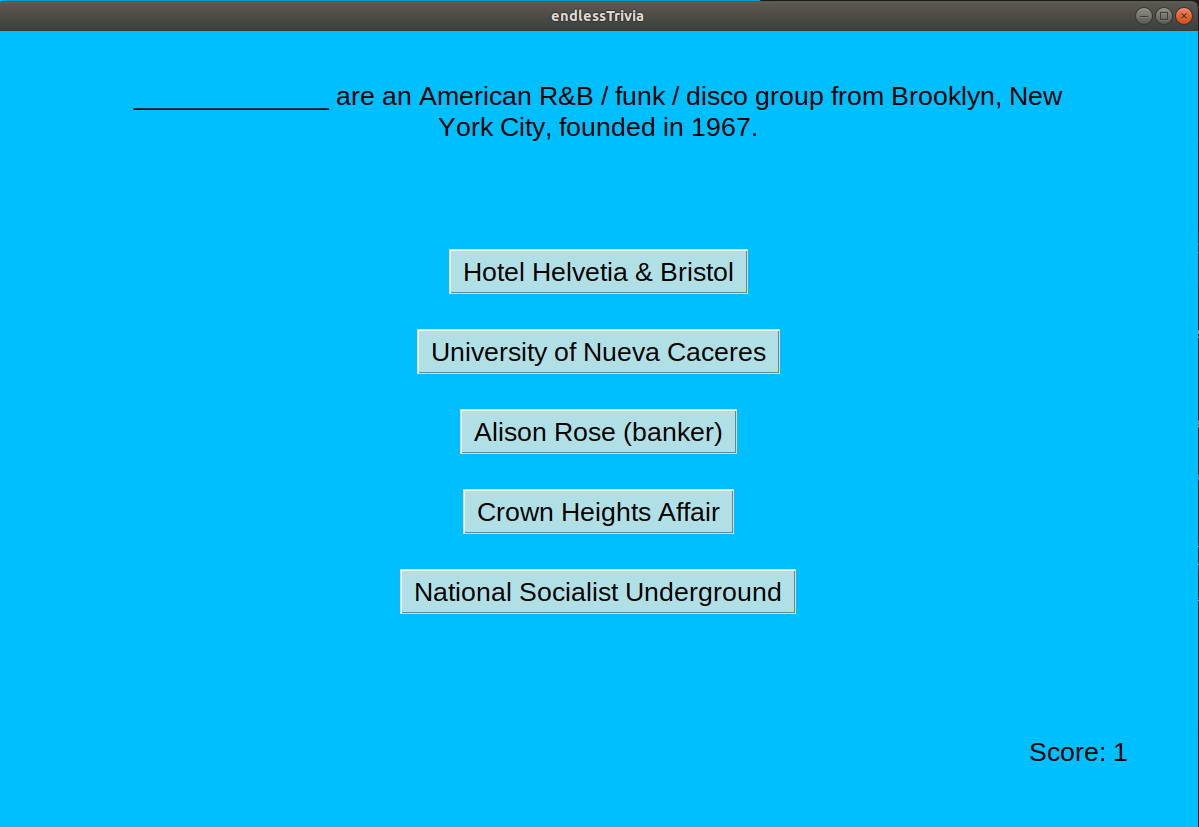 endlessTrivia
_____________ are an American R&B / funk / disco group from Brooklyn, New
York City, founded in 1967.
Hotel Helvetia & Bristol
University of Nueva Caceres
Alison Rose (banker)
Crown Heights Affair
National Socialist Underground
Score: 1